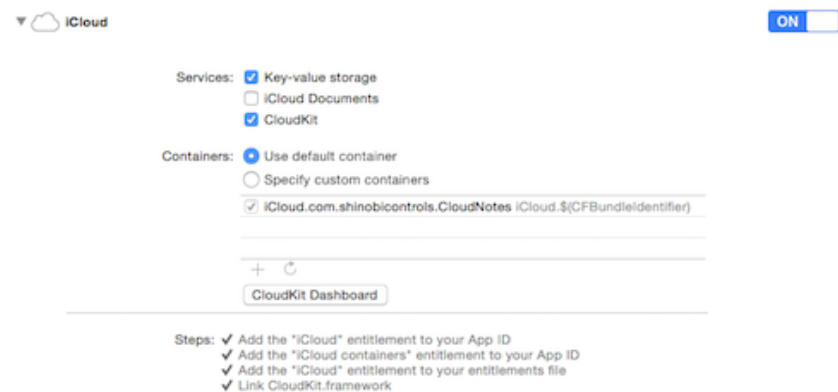 iCloud
ON
Services: Key-value storage
iCloud Documents
CloudKit
Containers: Use default container
Specify custom containers
iCloud.com.shinobicontrols.CloudNotes iCloud.$(CFBundleIdentifier)
CloudKit Dashboard
Steps: ✓ Add the "iCloud" entitlement to your App ID
✓ Add the "iCloud containers" entitlement to your App ID
✓ Add the "iCloud" entitlement to your entitlements file
✓ Link CloudKit.framework